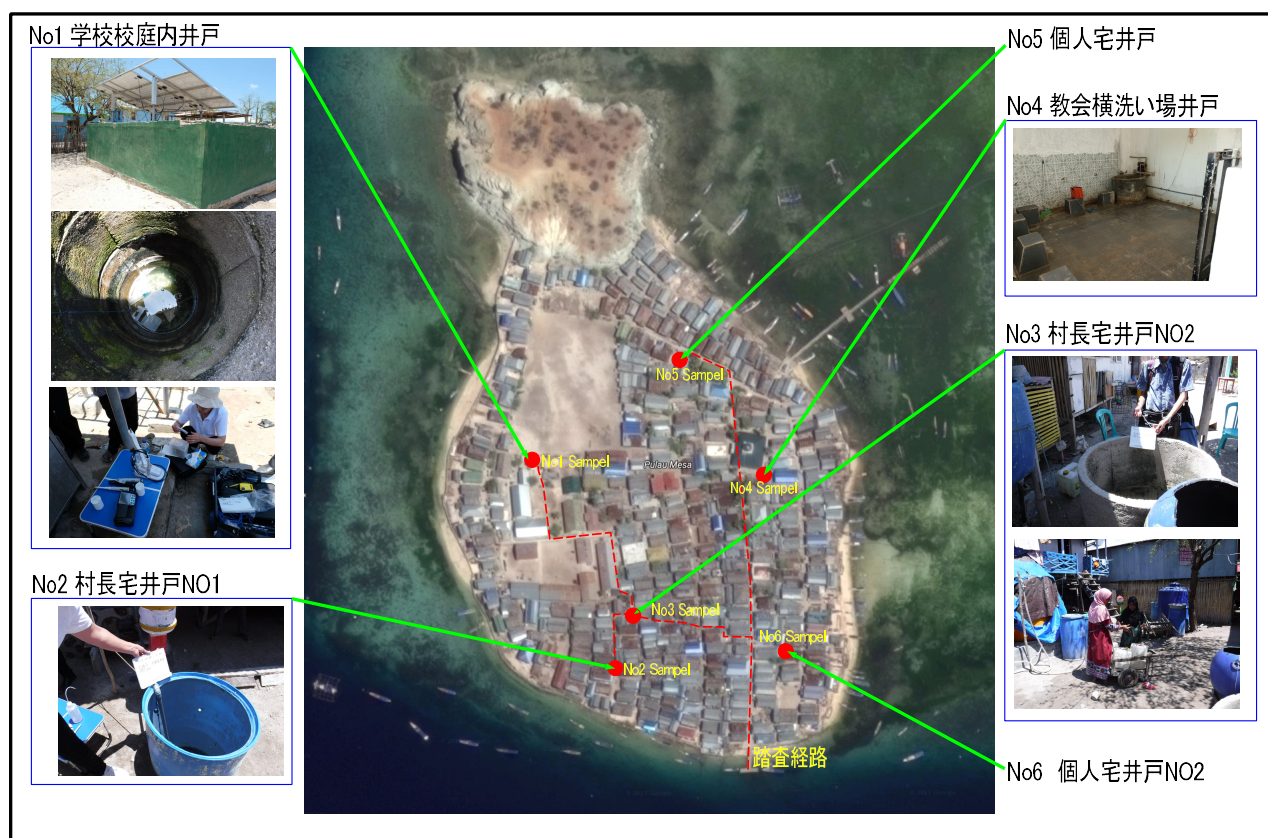 No1 学校校庭内井戸
No2 村長宅井戸NO1
No5 個人宅井戸
No4 教会横洗い場井戸
No3 村長宅井戸NO2
No6 個人宅井戸NO2
No5 Sampel
No1 Sampel
Pulau Mesa
No4 Sampel
No3 Sampel
No6 Sampel
No2 Sampel
踏査経路